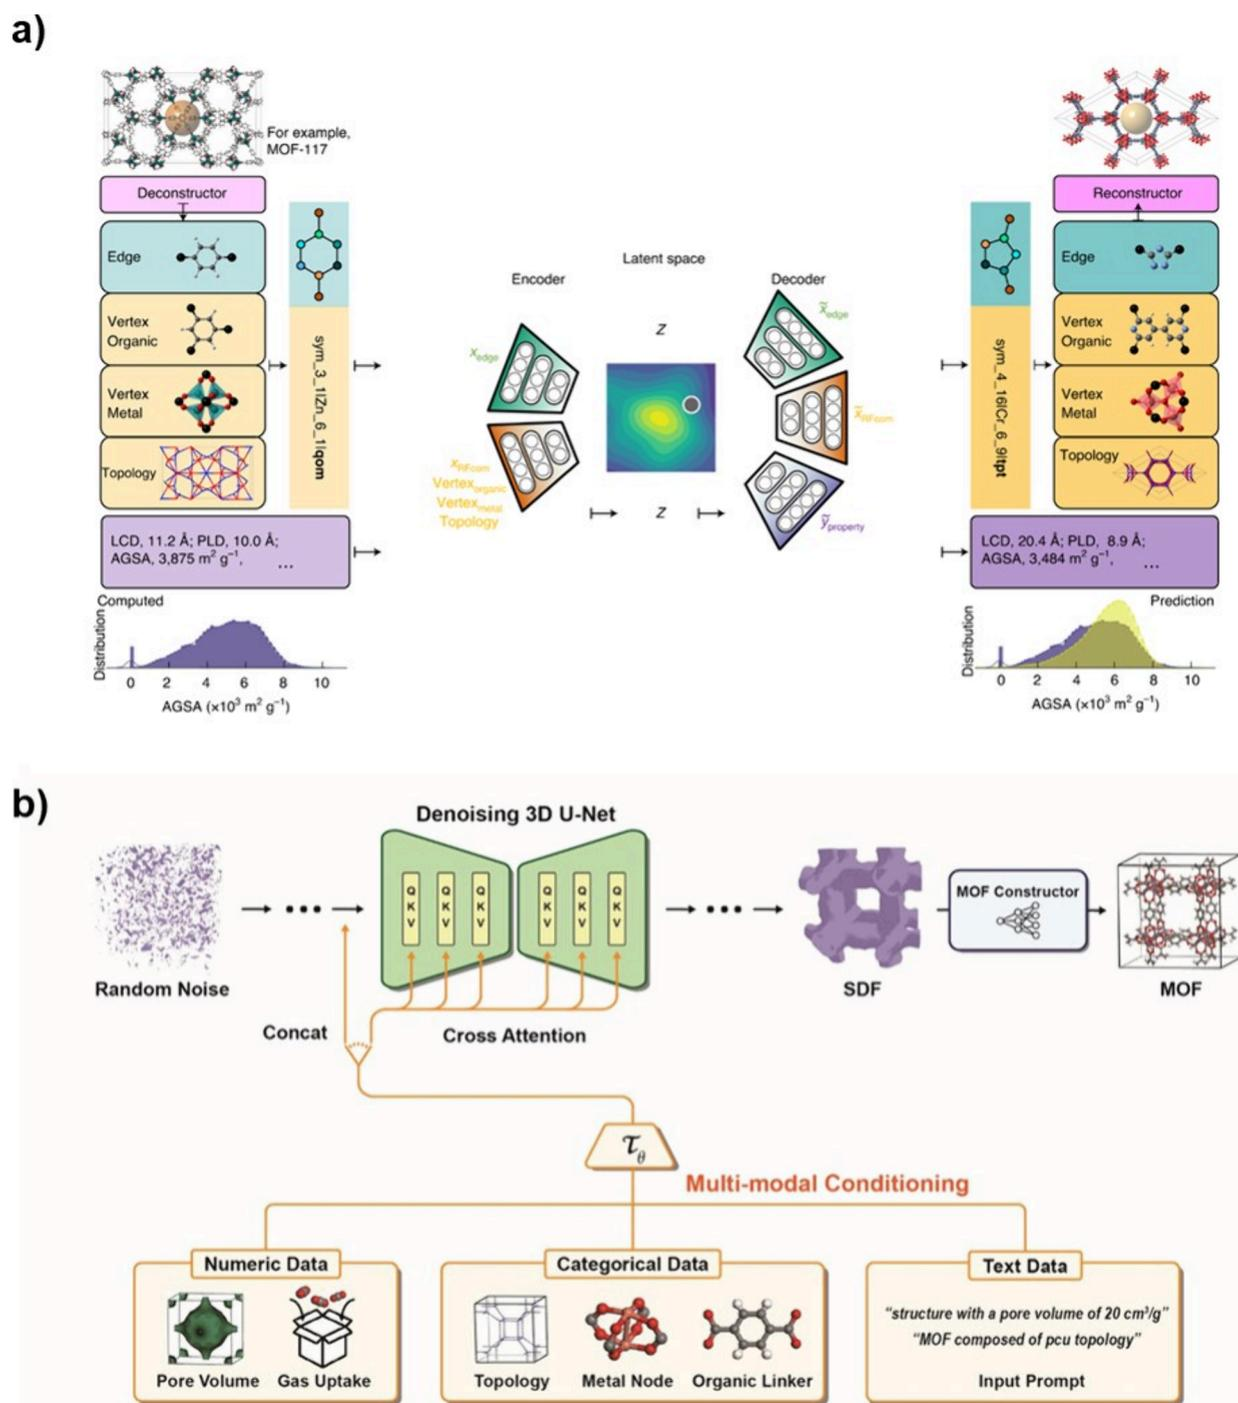 a)
For example,
MOF-117
Deconstructor
Edge
Vertex
Organic
Vertex
Metal
Topology
sym_3_1|Zn_6_1|qom
LCD, 11.2 Å; PLD, 10.0 Å;
AGSA, 3,875 m² g⁻¹, ...
Computed
Distribution
0 2 4 6 8 10
AGSA (×10³ m² g⁻¹)
Encoder
Latent space
Decoder
x_edge
Z
x̃_edge
x_RFcom
Vertex_organic
Vertex_metal
Topology
x̃_RFcom
Z
ỹ_property
Reconstructor
Edge
Vertex
Organic
Vertex
Metal
Topology
sym_4_16|Cr_6_9|tpt
LCD, 20.4 Å; PLD, 8.9 Å;
AGSA, 3,484 m² g⁻¹, ...
Prediction
Distribution
0 2 4 6 8 10
AGSA (×10³ m² g⁻¹)
b)
Denoising 3D U-Net
Q K V
Q K V
Q K V
Q K V
Q K V
Q K V
Random Noise
SDF
MOF Constructor
MOF
Concat
Cross Attention
τθ
Multi-modal Conditioning
Numeric Data
Pore Volume
Gas Uptake
Categorical Data
Topology
Metal Node
Organic Linker
Text Data
“structure with a pore volume of 20 cm³/g”
“MOF composed of pcu topology”
Input Prompt